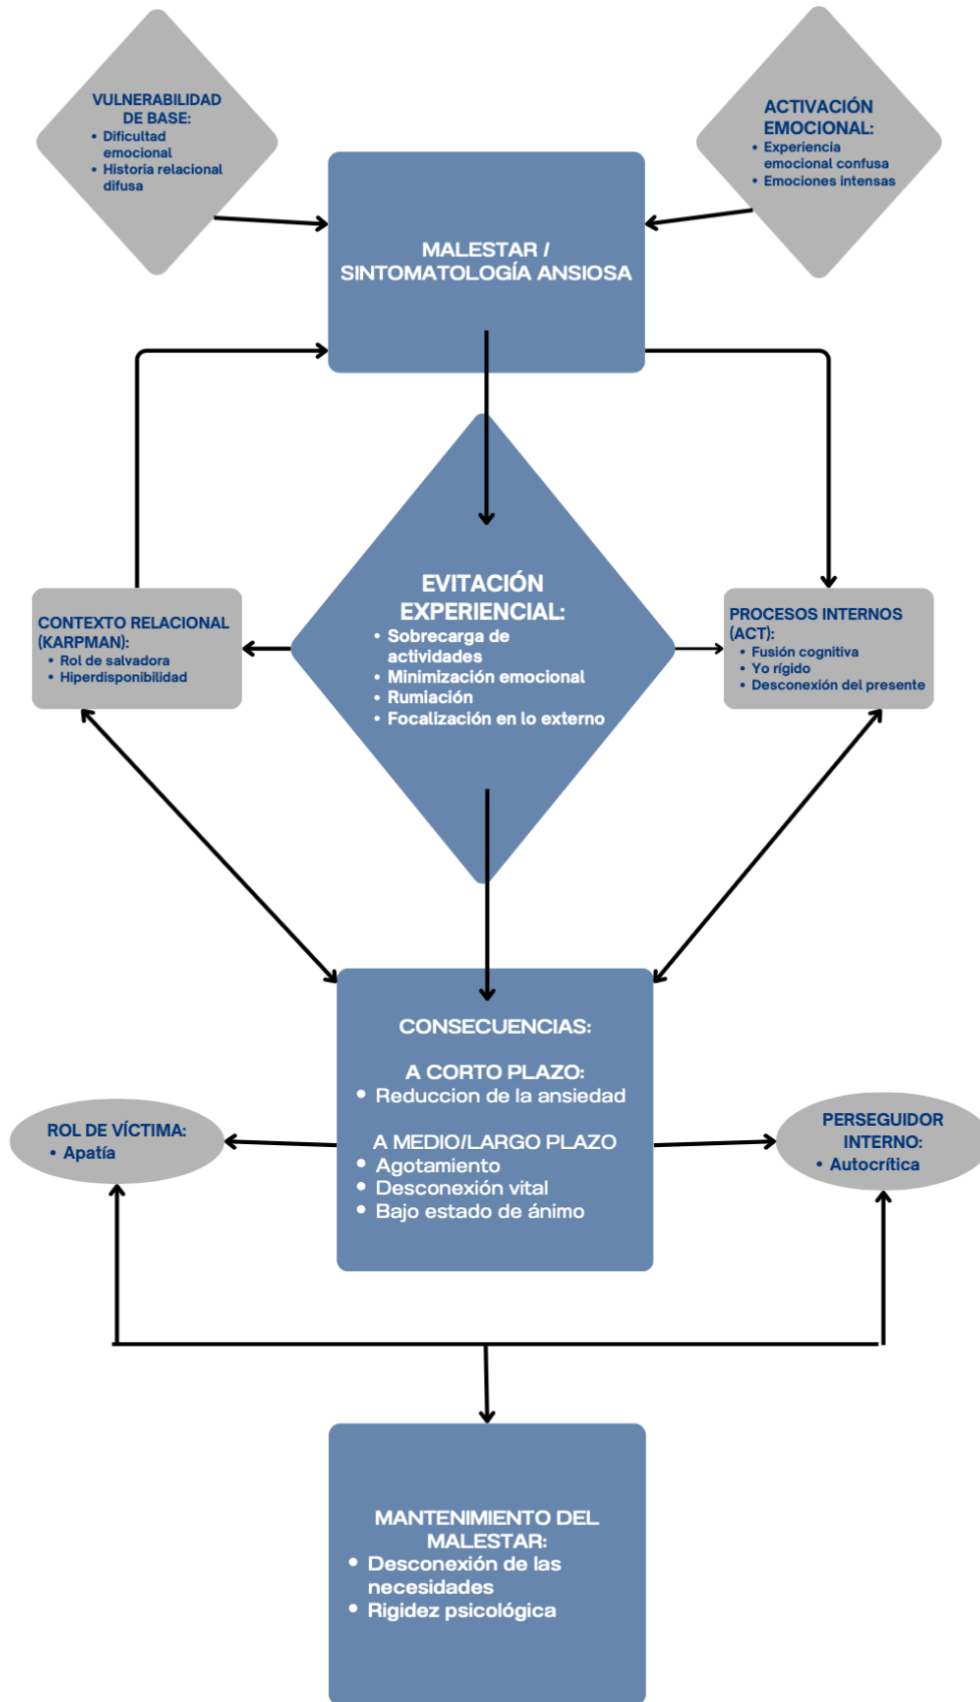 VULNERABILIDAD
DE BASE:
• Dificultad
emocional
• Historia relacional
difusa
ACTIVACIÓN
EMOCIONAL:
• Experiencia
emocional confusa
• Emociones intensas
MALESTAR /
SINTOMATOLOGÍA ANSIOSA
EVITACIÓN
EXPERIENCIAL:
• Sobrecarga de
actividades
• Minimización emocional
• Rumiación
• Focalización en lo externo
CONTEXTO RELACIONAL
(KARPMAN):
• Rol de salvadora
• Hiperdisponibilidad
PROCESOS INTERNOS
(ACT):
• Fusión cognitiva
• Yo rígido
• Desconexión del presente
CONSECUENCIAS:
A CORTO PLAZO:
• Reduccion de la ansiedad
A MEDIO/LARGO PLAZO
• Agotamiento
• Desconexión vital
• Bajo estado de ánimo
ROL DE VÍCTIMA:
• Apatía
PERSEGUIDOR
INTERNO:
• Autocrítica
MANTENIMIENTO DEL
MALESTAR:
• Desconexión de las
necesidades
• Rigidez psicológica